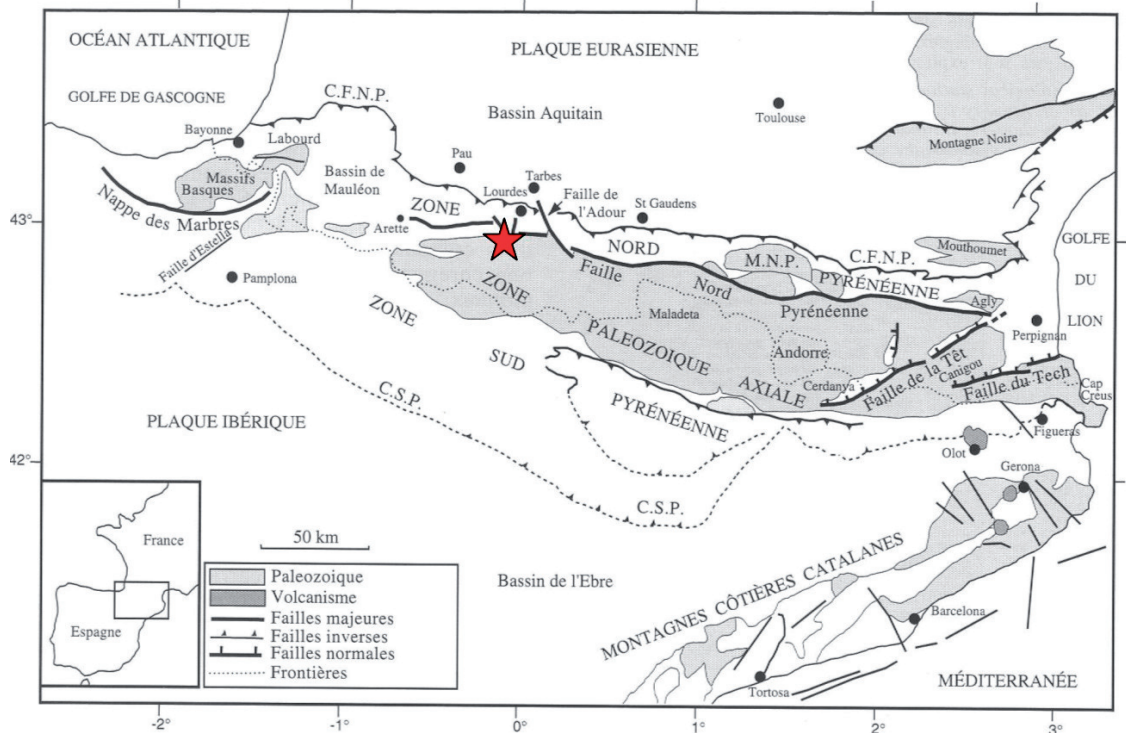 OCÉAN ATLANTIQUE
PLAQUE EURASIENNE
GOLFE DE GASCOGNE
C.F.N.P.
Bassin Aquitain
Toulouse
Bayonne
Labourd
Montagne Noire
Massifs
Basques
Bassin de
Mauléon
Pau
Tarbes
Lourdes
Faille de
l'Adour
St Gaudens
Nappe des Marbres
43°
Arette
ZONE
NORD
PYRÉNÉENNE
M.N.P.
C.F.N.P.
Mouthoumet
GOLFE
DU
LION
Faille d'Estella
Pamplona
Faille
Nord
Pyrénéenne
Agly
Perpignan
ZONE
PALEOZOIQUE
AXIALE
Maladeta
Andorre
Cerdanya
Faille de la Têt
Canigou
Faille du Tech
Cap
Creus
ZONE
SUD
PYRÉNÉENNE
C.S.P.
PLAQUE IBÉRIQUE
Figueras
Olot
42°
Gerona
C.S.P.
50 km
Bassin de l'Ebre
MONTAGNES CÔTIÈRES CATALANES
Barcelona
Tortosa
MÉDITERRANÉE
France
Espagne
Paleozoique
Volcanisme
Failles majeures
Failles inverses
Failles normales
Frontières
-2°
-1°
0°
1°
2°
3°